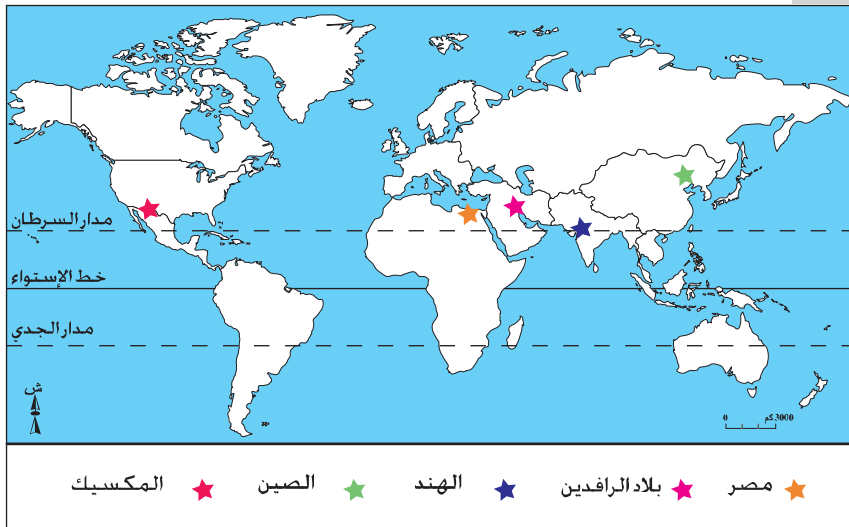 مدار السرطان
خط الإستواء
مدار الجدي
ش
0 3000كم
مصر بلاد الرافدين الهند الصين المكسيك